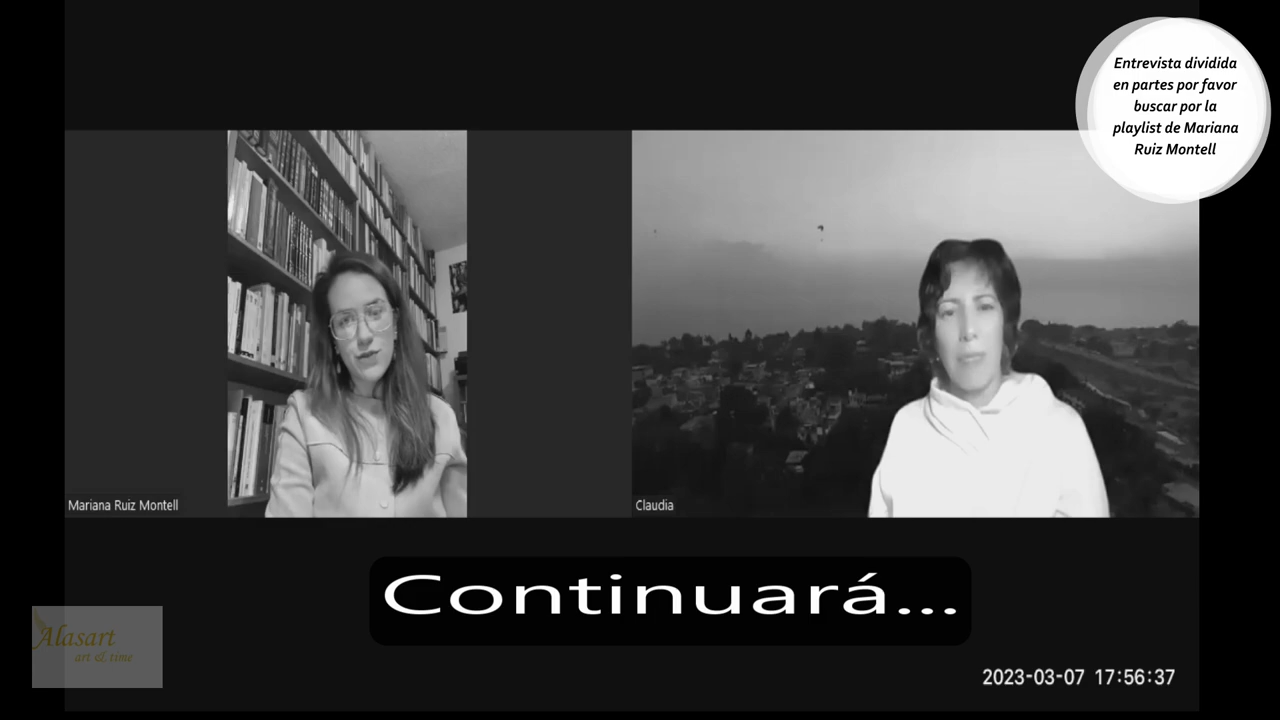 Entrevista dividida
en partes por favor
buscar por la
playlist de Mariana
Ruiz Montell
Mariana Ruiz Montell
Claudia
Continuará...
Alasart
art & time
2023-03-07 17:56:37